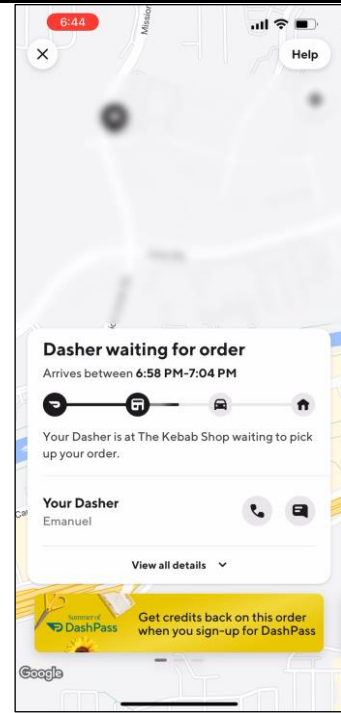 6:44
Mission
Help
Dasher waiting for order
Arrives between 6:58 PM-7:04 PM
Your Dasher is at The Kebab Shop waiting to pick
up your order.
Your Dasher
Emanuel
View all details
Summer of
DashPass
Get credits back on this order
when you sign-up for DashPass
Google